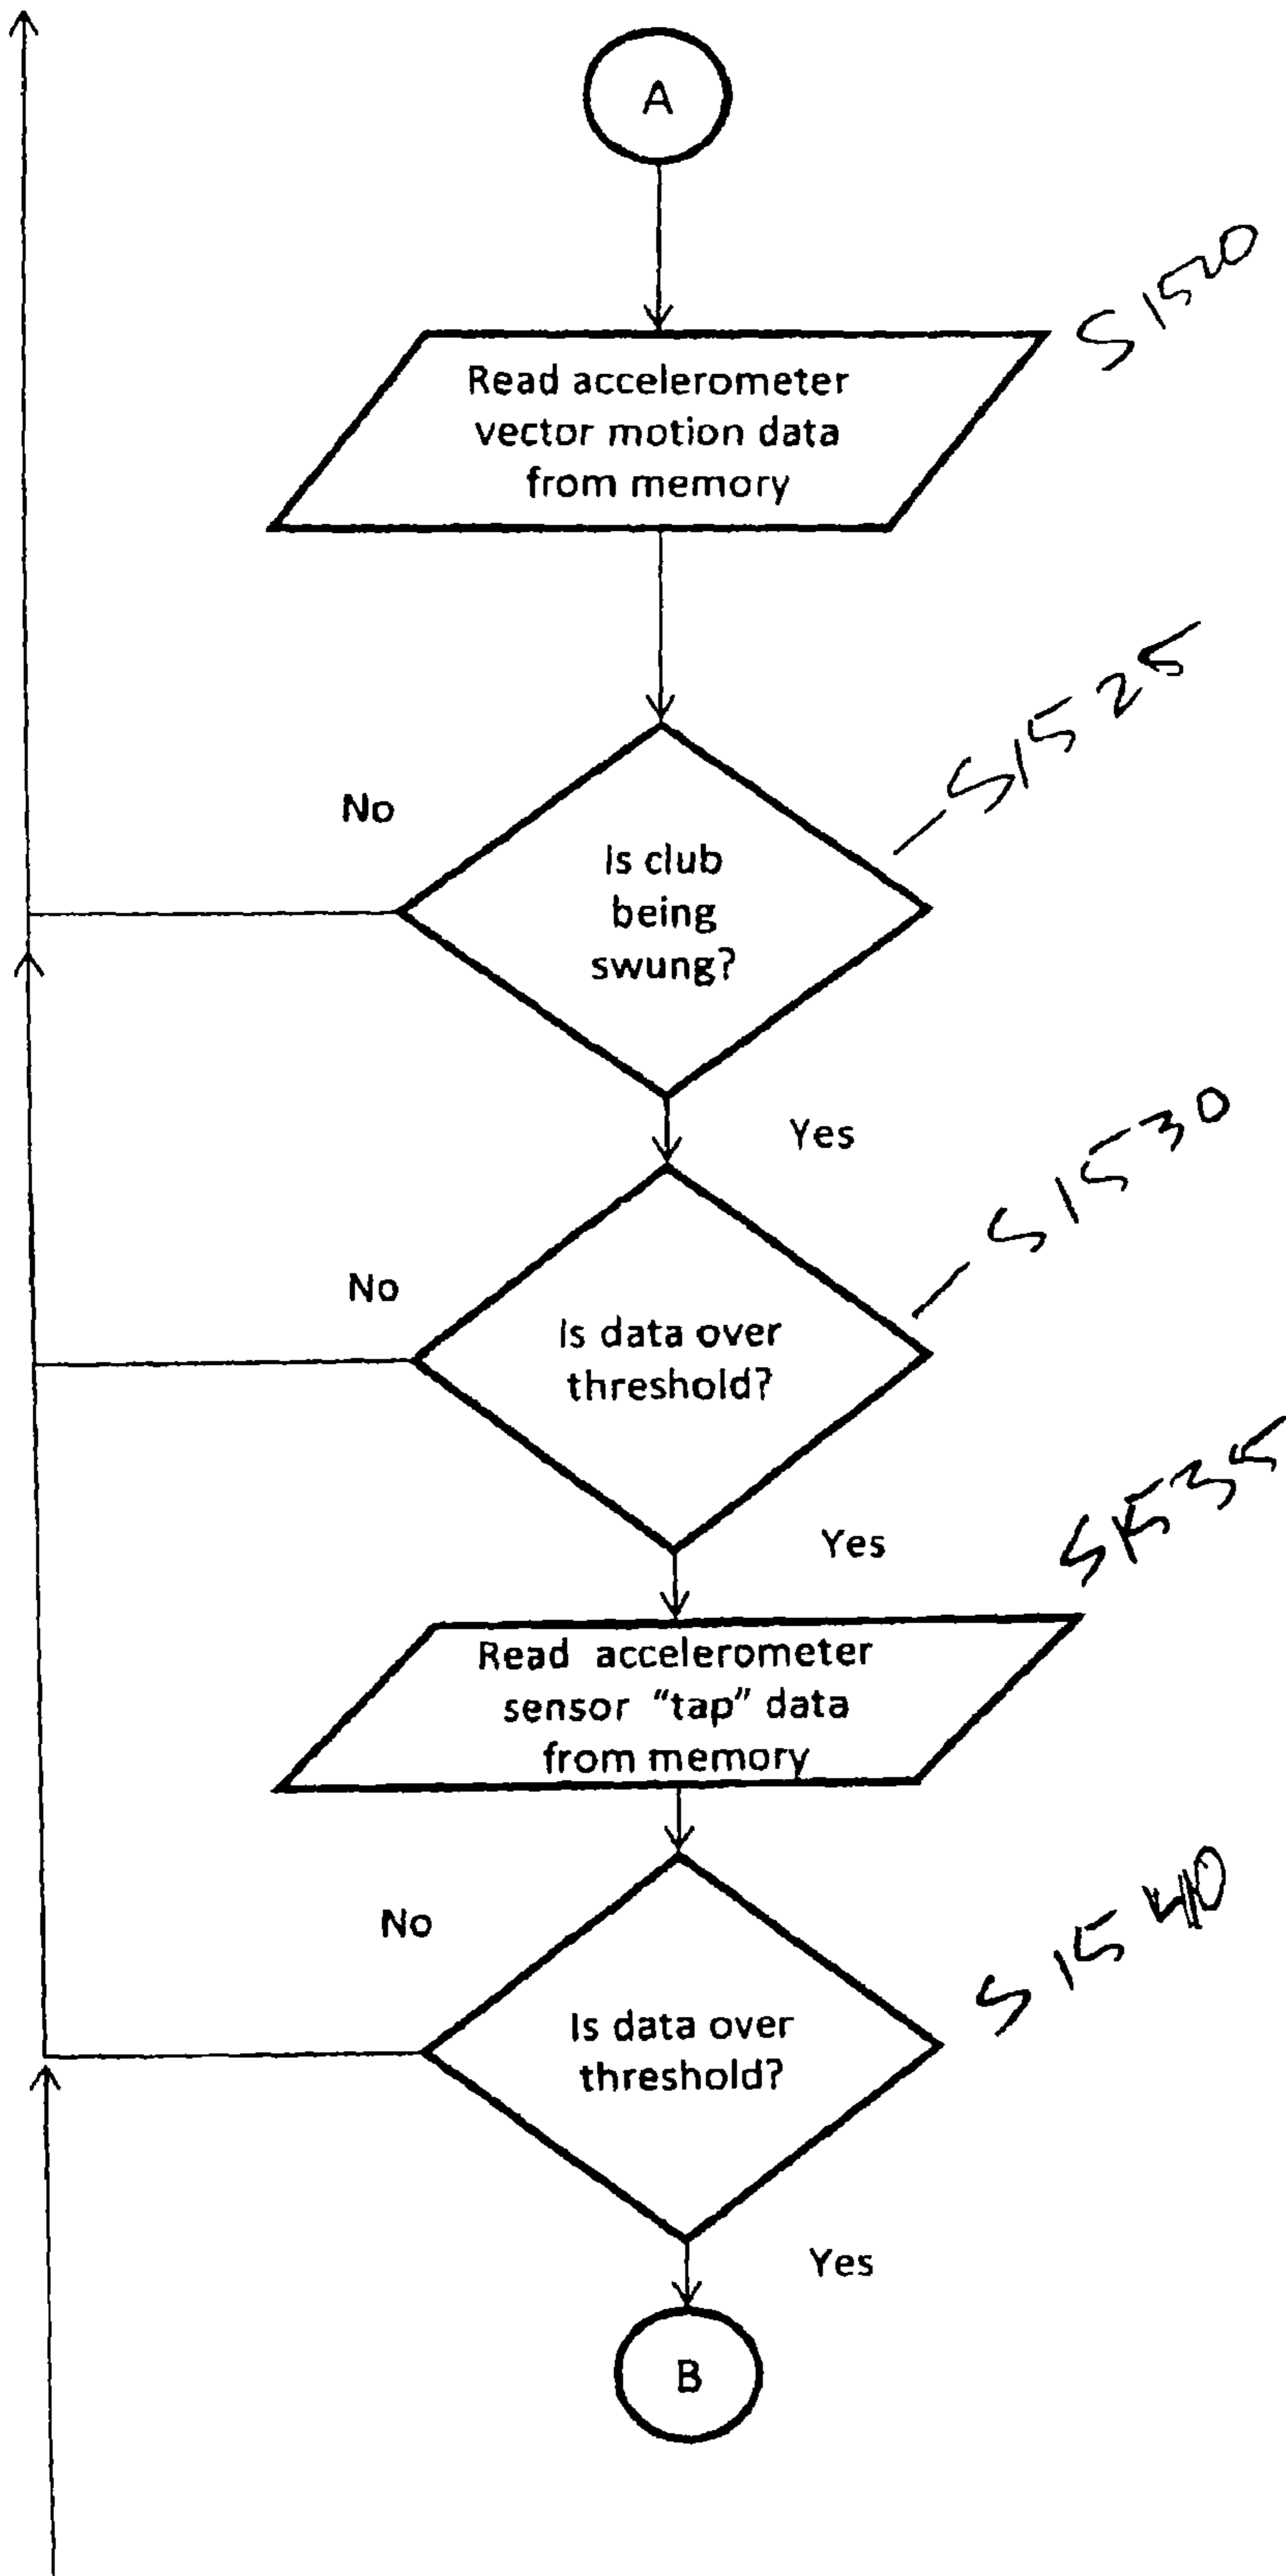 A
S1520
Read accelerometer
vector motion data
from memory
S1525
No
Is club
being
swung?
Yes
S1530
No
Is data over
threshold?
Yes
S1535
Read accelerometer
sensor “tap” data
from memory
S1540
No
Is data over
threshold?
Yes
B